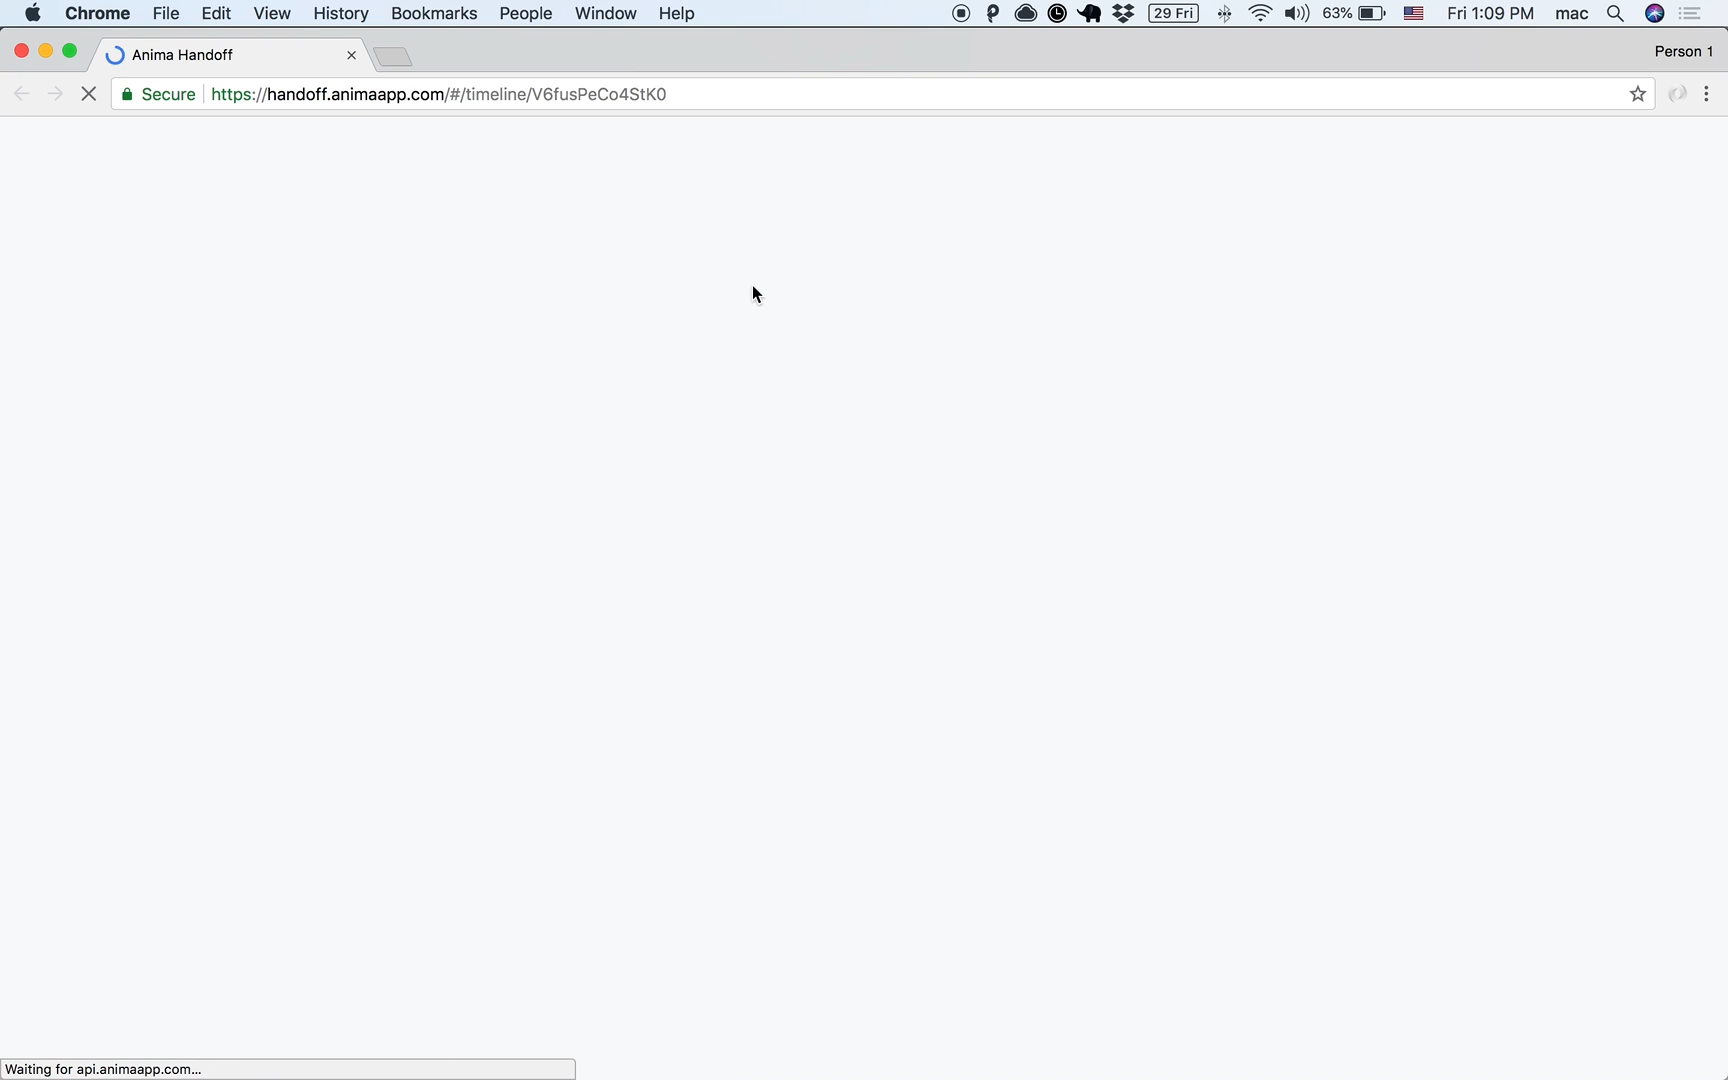 Chrome File Edit View History Bookmarks People Window Help 29 Fri 63% Fri 1:09 PM mac
Anima Handoff Person 1
Secure https://handoff.animaapp.com/#/timeline/V6fusPeCo4StK0
Waiting for api.animaapp.com...